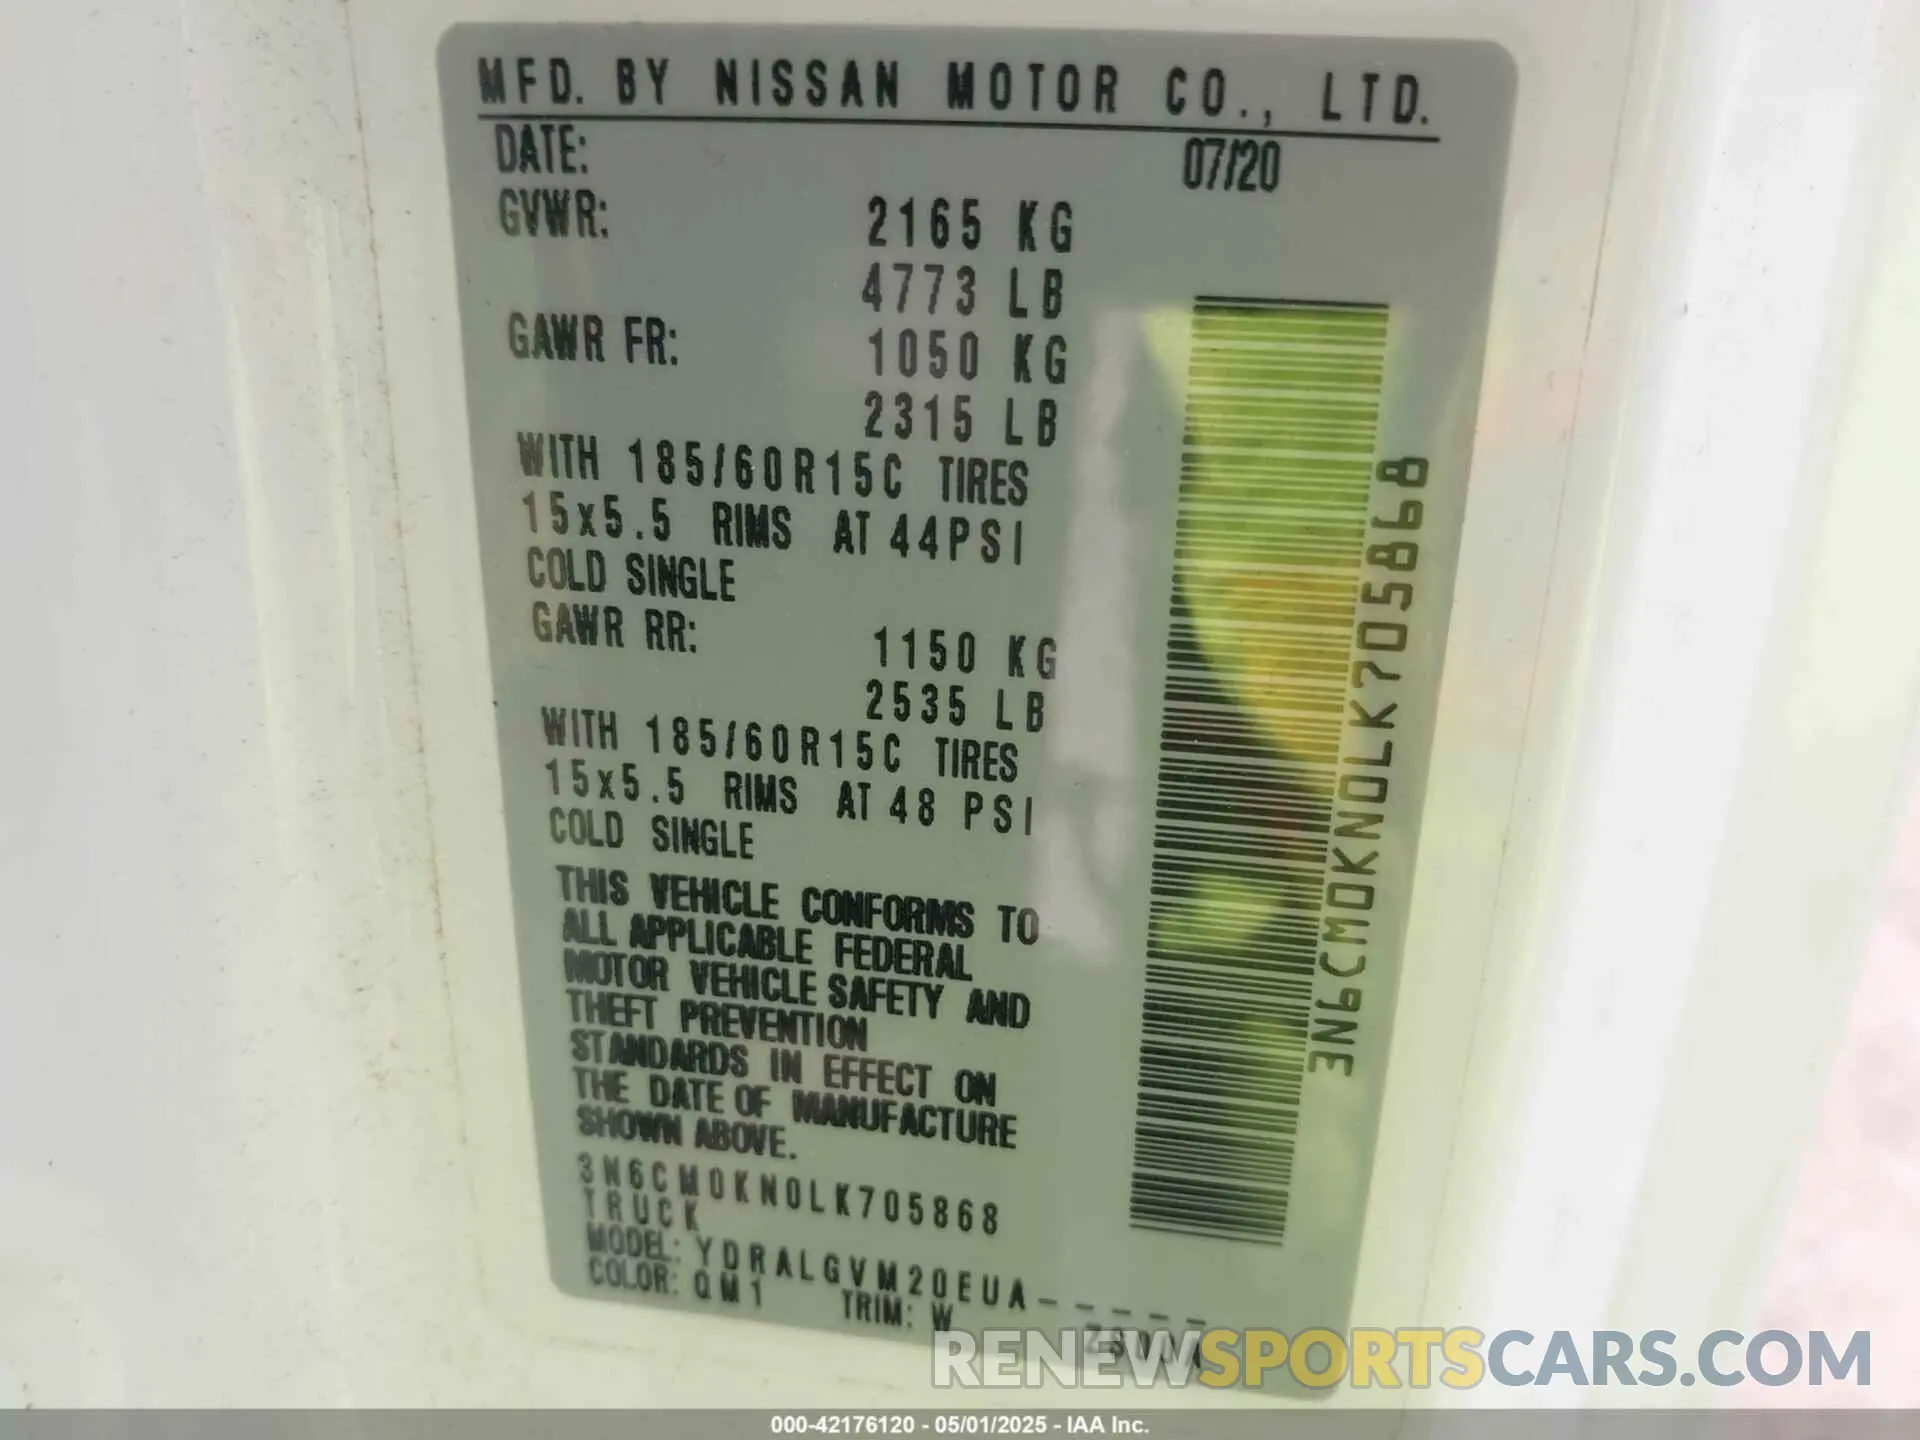 MFD. BY NISSAN MOTOR CO., LTD.
DATE: 07/20
GVWR: 2165 KG
4773 LB
GAWR FR: 1050 KG
2315 LB
WITH 185/60R15C TIRES
15x5.5 RIMS AT 44PSI
COLD SINGLE
GAWR RR: 1150 KG
2535 LB
WITH 185/60R15C TIRES
15x5.5 RIMS AT 48 PSI
COLD SINGLE
THIS VEHICLE CONFORMS TO
ALL APPLICABLE FEDERAL
MOTOR VEHICLE SAFETY AND
THEFT PREVENTION
STANDARDS IN EFFECT ON
THE DATE OF MANUFACTURE
SHOWN ABOVE.
3N6CM0KN0LK705868
TRUCK
MODEL: YDRALGVM20EUA-----
COLOR: QM1 TRIM: W
3N6CM0KN0LK705868
RENEWSPORTSCARS.COM
000-42176120 - 05/01/2025 - IAA Inc.